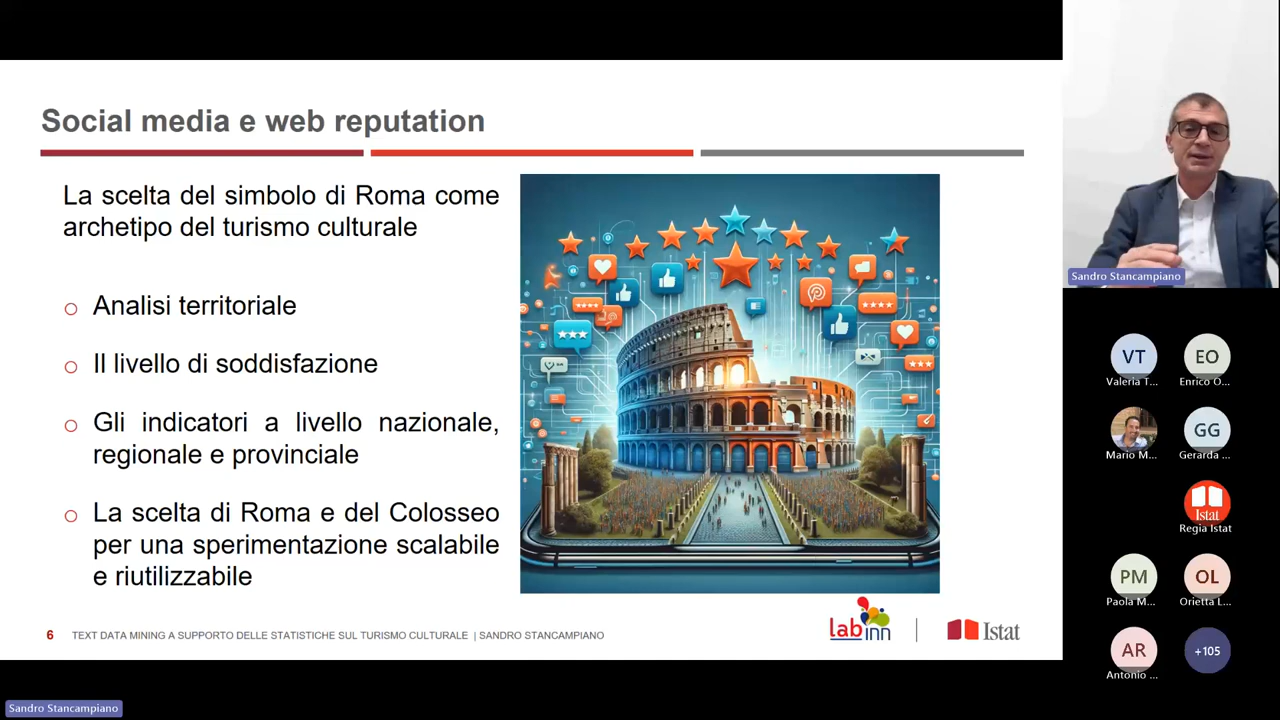 Social media e web reputation
La scelta del simbolo di Roma come
archetipo del turismo culturale
Analisi territoriale
Il livello di soddisfazione
Gli indicatori a livello nazionale,
regionale e provinciale
La scelta di Roma e del Colosseo
per una sperimentazione scalabile
e riutilizzabile
6
TEXT DATA MINING A SUPPORTO DELLE STATISTICHE SUL TURISMO CULTURALE | SANDRO STANCAMPIANO
labinn
Istat
Sandro Stancampiano
VT
EO
Valeria T...
Enrico O...
GG
Mario M...
Gerarda ...
Istat
Regia Istat
PM
OL
Paola M...
Orietta L...
AR
+105
Antonio ...
Sandro Stancampiano